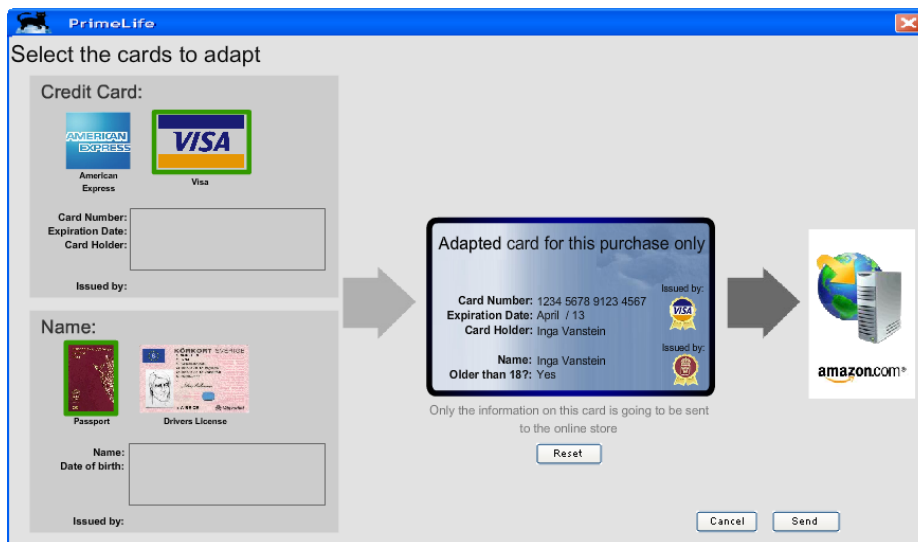 PrimeLife
Select the cards to adapt
Credit Card:
AMERICAN
EXPRESS
VISA
American
Express
Visa
Card Number:
Expiration Date:
Card Holder:
Issued by:
Name:
KÖRKORT SVERIGE
Passport
Drivers License
Name:
Date of birth:
Issued by:
Adapted card for this purchase only
Issued by:
Card Number: 1234 5678 9123 4567
VISA
Expiration Date: April / 13
Card Holder: Inga Vanstein
Issued by:
Name: Inga Vanstein
Older than 18?: Yes
Only the information on this card is going to be sent
to the online store
Reset
amazon.com®
Cancel
Send